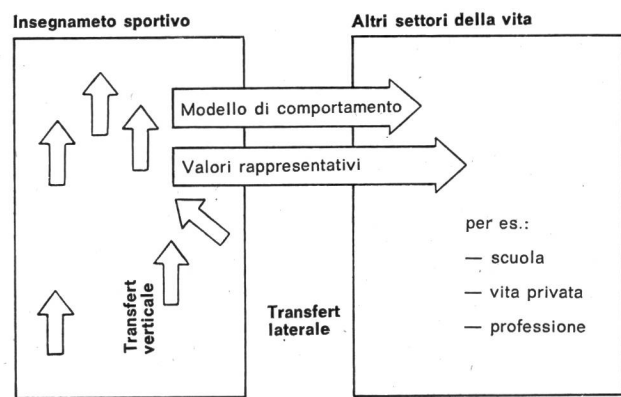 Insegnameto sportivo
Altri settori della vita
Modello di comportamento
Valori rappresentativi
per es.:
— scuola
— vita privata
— professione
Transfert
verticale
Transfert
laterale